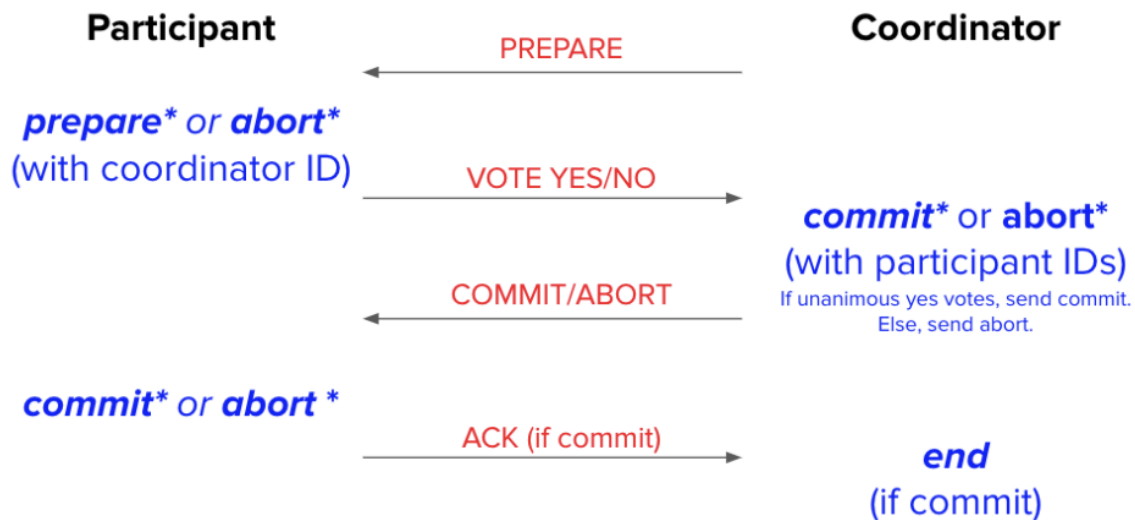 Participant
Coordinator
PREPARE
prepare* or abort*
(with coordinator ID)
VOTE YES/NO
commit* or abort*
(with participant IDs)
If unanimous yes votes, send commit.
Else, send abort.
COMMIT/ABORT
commit* or abort *
ACK (if commit)
end
(if commit)